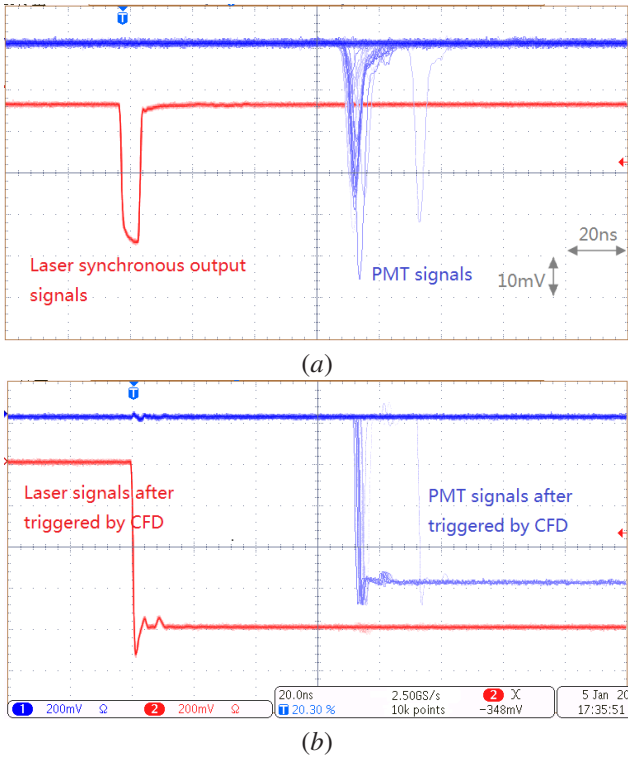 T
20ns
Laser synchronous output
signals
PMT signals
10mV
(a)
T
Laser signals after
triggered by CFD
PMT signals after
triggered by CFD
1 200mV Ω 2 200mV Ω
20.0ns 2.50GS/s 2
T 20.30 % 10k points -348mV
5 Jan 20
17:35:51
(b)